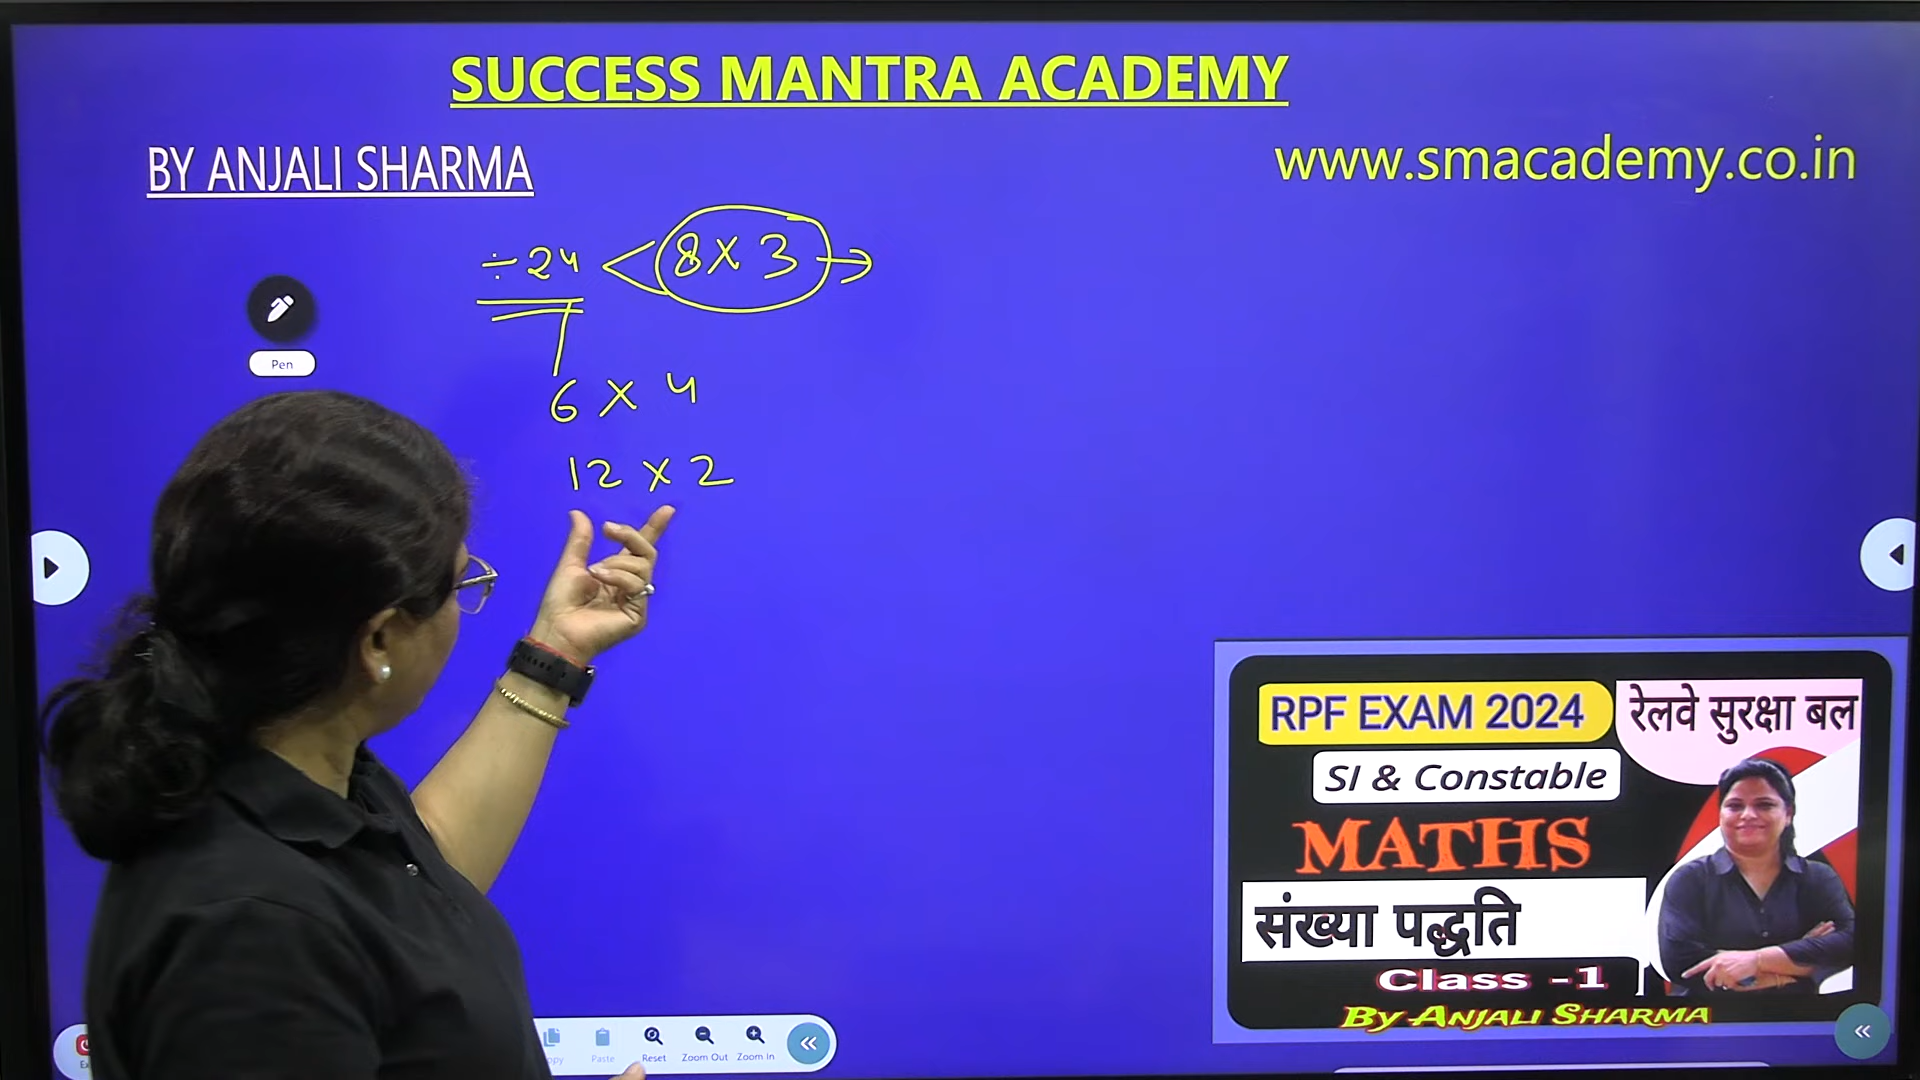 SUCCESS MANTRA ACADEMY
BY ANJALI SHARMA
www.smacademy.co.in
÷24 < 8 X 3 →
Pen
6 X 4
12 X 2
RPF EXAM 2024
रेलवे सुरक्षा बल
SI & Constable
MATHS
संख्या पद्धति
Class -1
By Anjali Sharma
Paste
Reset
Zoom Out
Zoom In